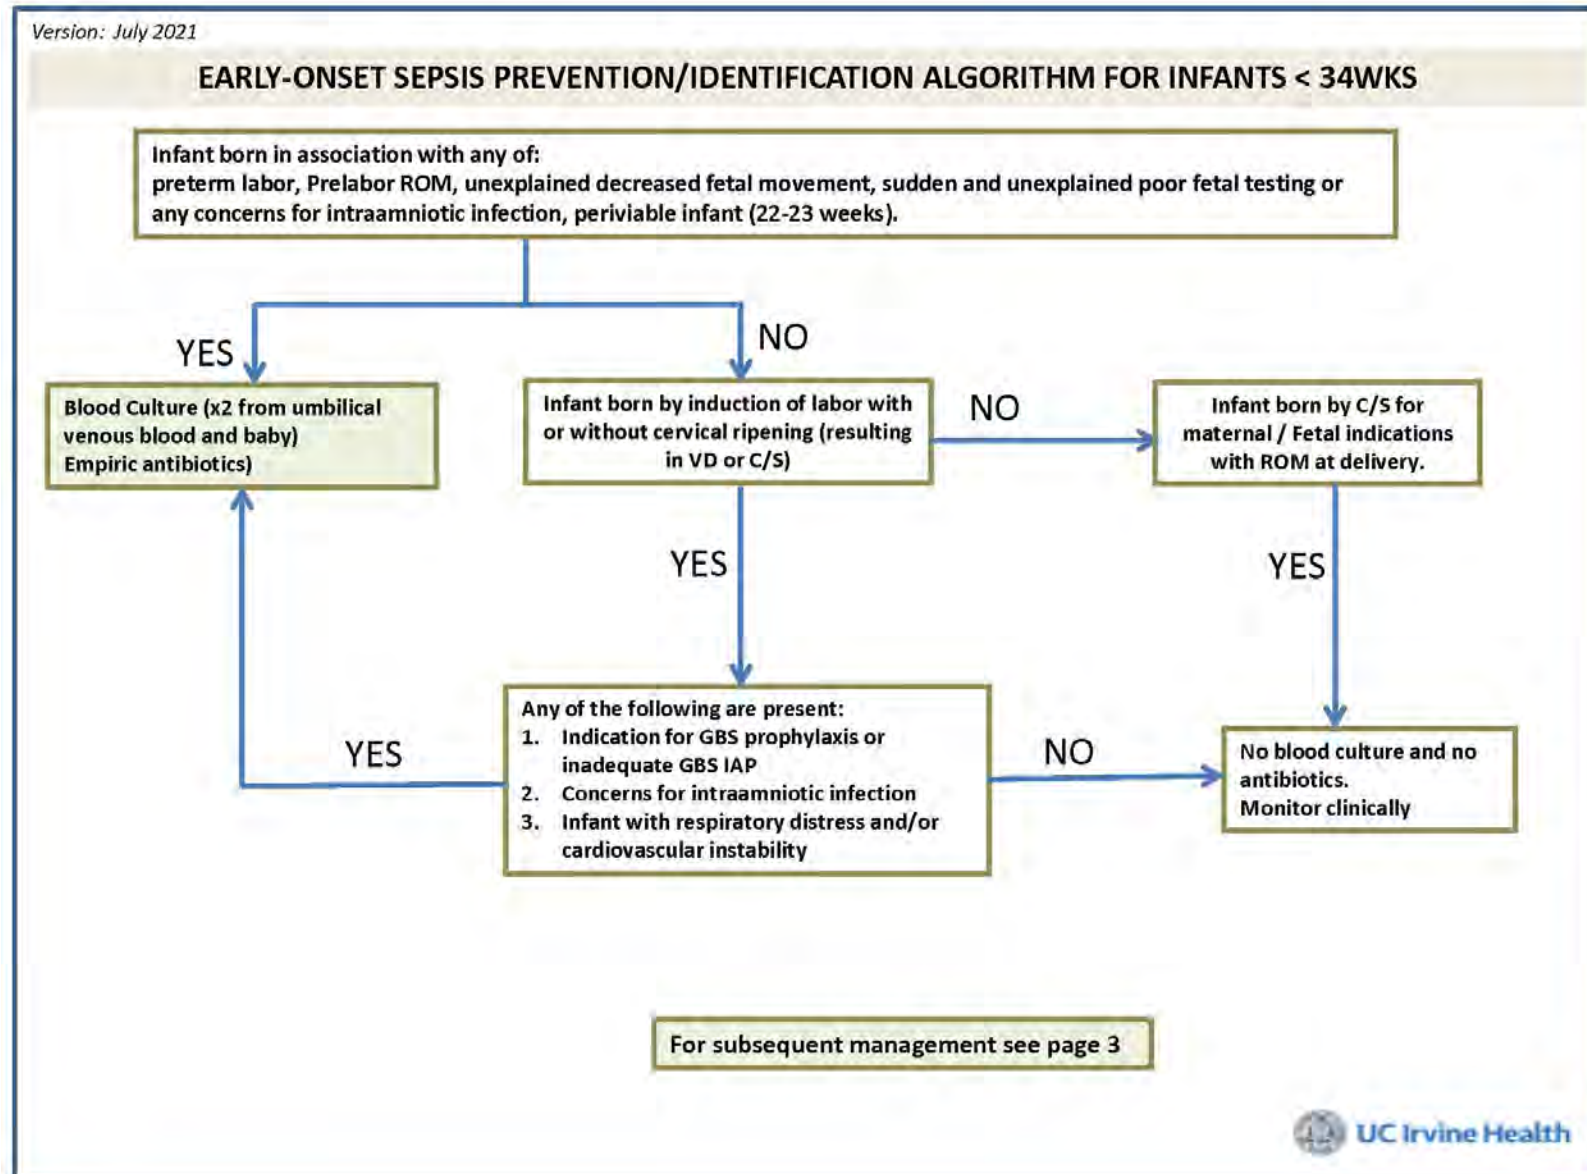 Version: July 2021
EARLY-ONSET SEPSIS PREVENTION/IDENTIFICATION ALGORITHM FOR INFANTS < 34WKS
Infant born in association with any of:
preterm labor, Prelabor ROM, unexplained decreased fetal movement, sudden and unexplained poor fetal testing or
any concerns for intraamniotic infection, periviable infant (22-23 weeks).
YES
NO
Blood Culture (x2 from umbilical
venous blood and baby)
Empiric antibiotics)
Infant born by induction of labor with
or without cervical ripening (resulting
in VD or C/S)
NO
Infant born by C/S for
maternal / Fetal indications
with ROM at delivery.
YES
YES
Any of the following are present:
1. Indication for GBS prophylaxis or
inadequate GBS IAP
2. Concerns for intraamniotic infection
3. Infant with respiratory distress and/or
cardiovascular instability
YES
NO
No blood culture and no
antibiotics.
Monitor clinically
For subsequent management see page 3
UC Irvine Health